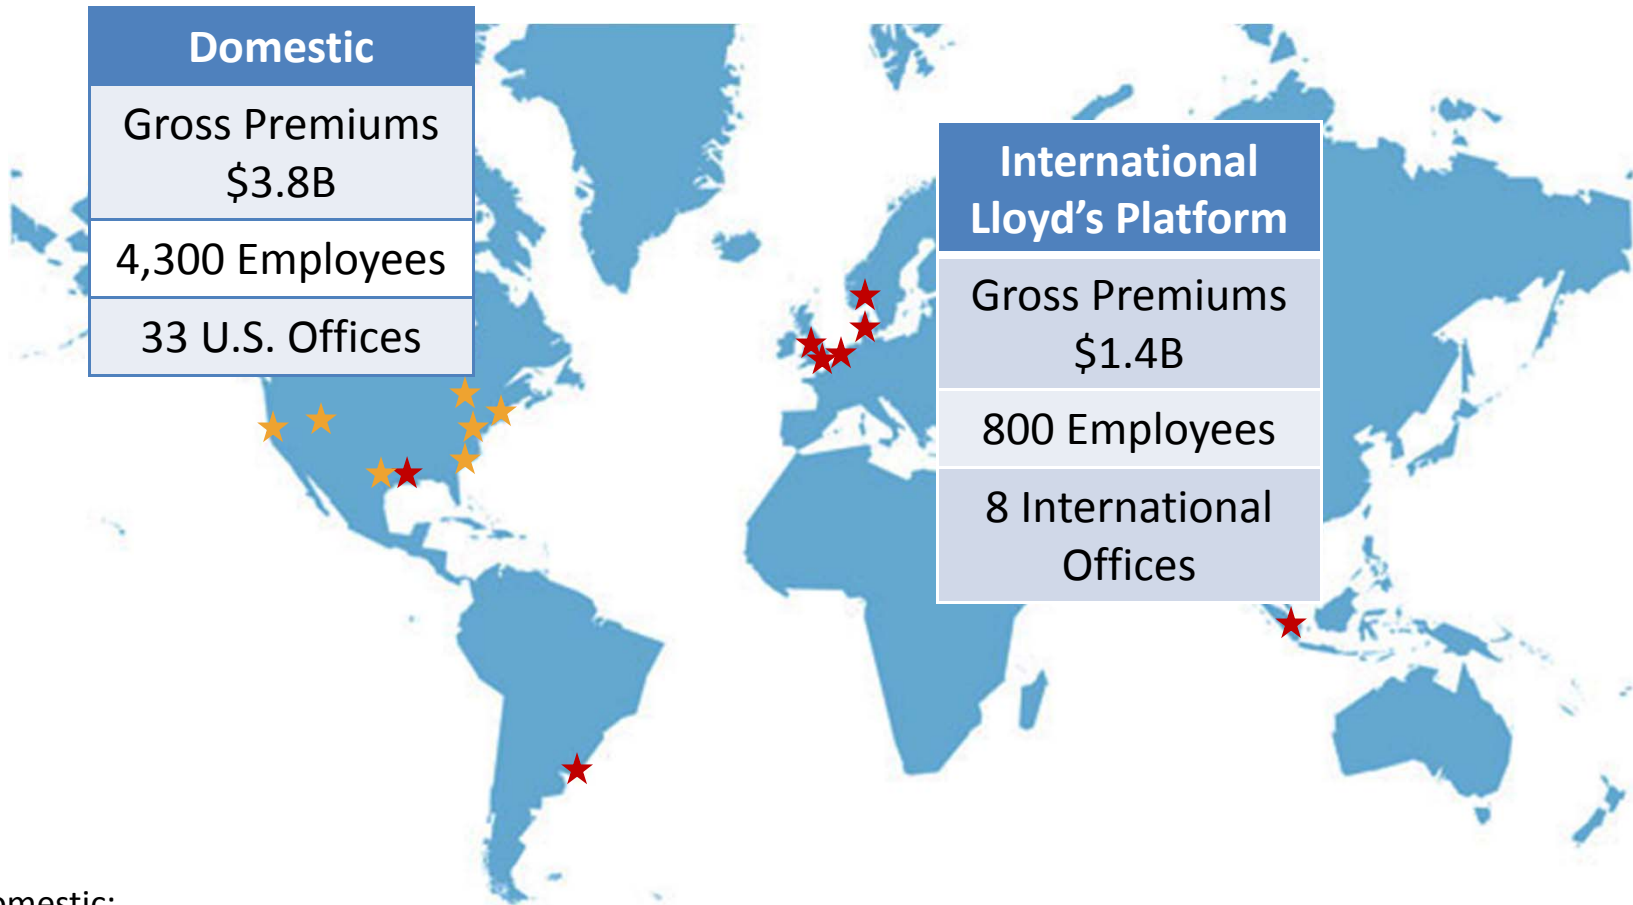 Domestic
Gross Premiums
$3.8B
4,300 Employees
33 U.S. Offices
International
Lloyd’s Platform
Gross Premiums
$1.4B
800 Employees
8 International
Offices